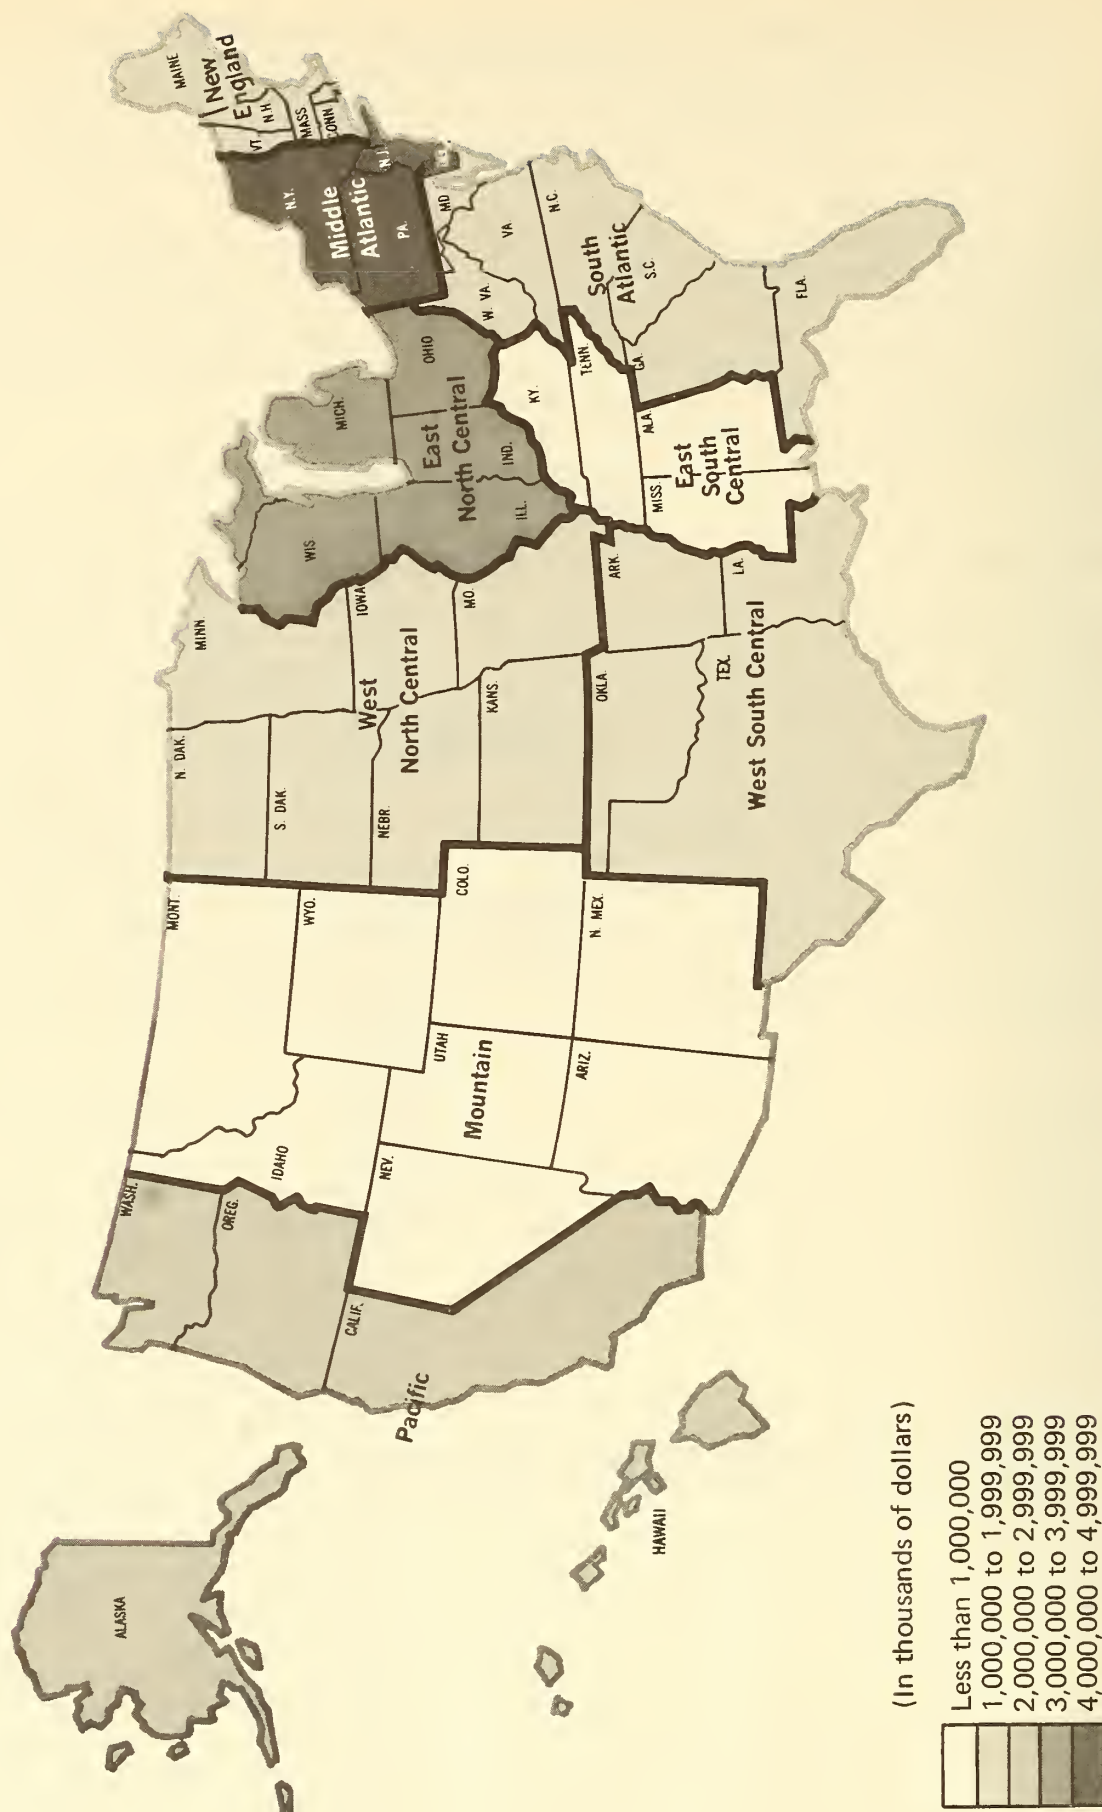 ALASKA
HAWAII
Pacific
WASH.
OREG.
CALIF.
Mountain
MONT.
IDAHO
WYO.
NEV.
UTAH
COLO.
ARIZ.
N. MEX.
West
North Central
N. DAK.
S. DAK.
NEBR.
KANS.
MINN
IOWA
MO.
West South Central
OKLA.
TEX.
ARK.
LA.
East
North Central
WIS
MICH.
ILL.
IND.
OHIO
East
South
Central
KY.
TENN.
MISS.
ALA.
South
Atlantic
MD
W. VA.
VA
N.C.
S.C.
GA.
FLA.
Middle
Atlantic
N.Y.
PA.
N.J.
New
England
MAINE
VT.
N.H.
MASS
CONN
(In thousands of dollars)
Less than 1,000,000
1,000,000 to 1,999,999
2,000,000 to 2,999,999
3,000,000 to 3,999,999
4,000,000 to 4,999,999